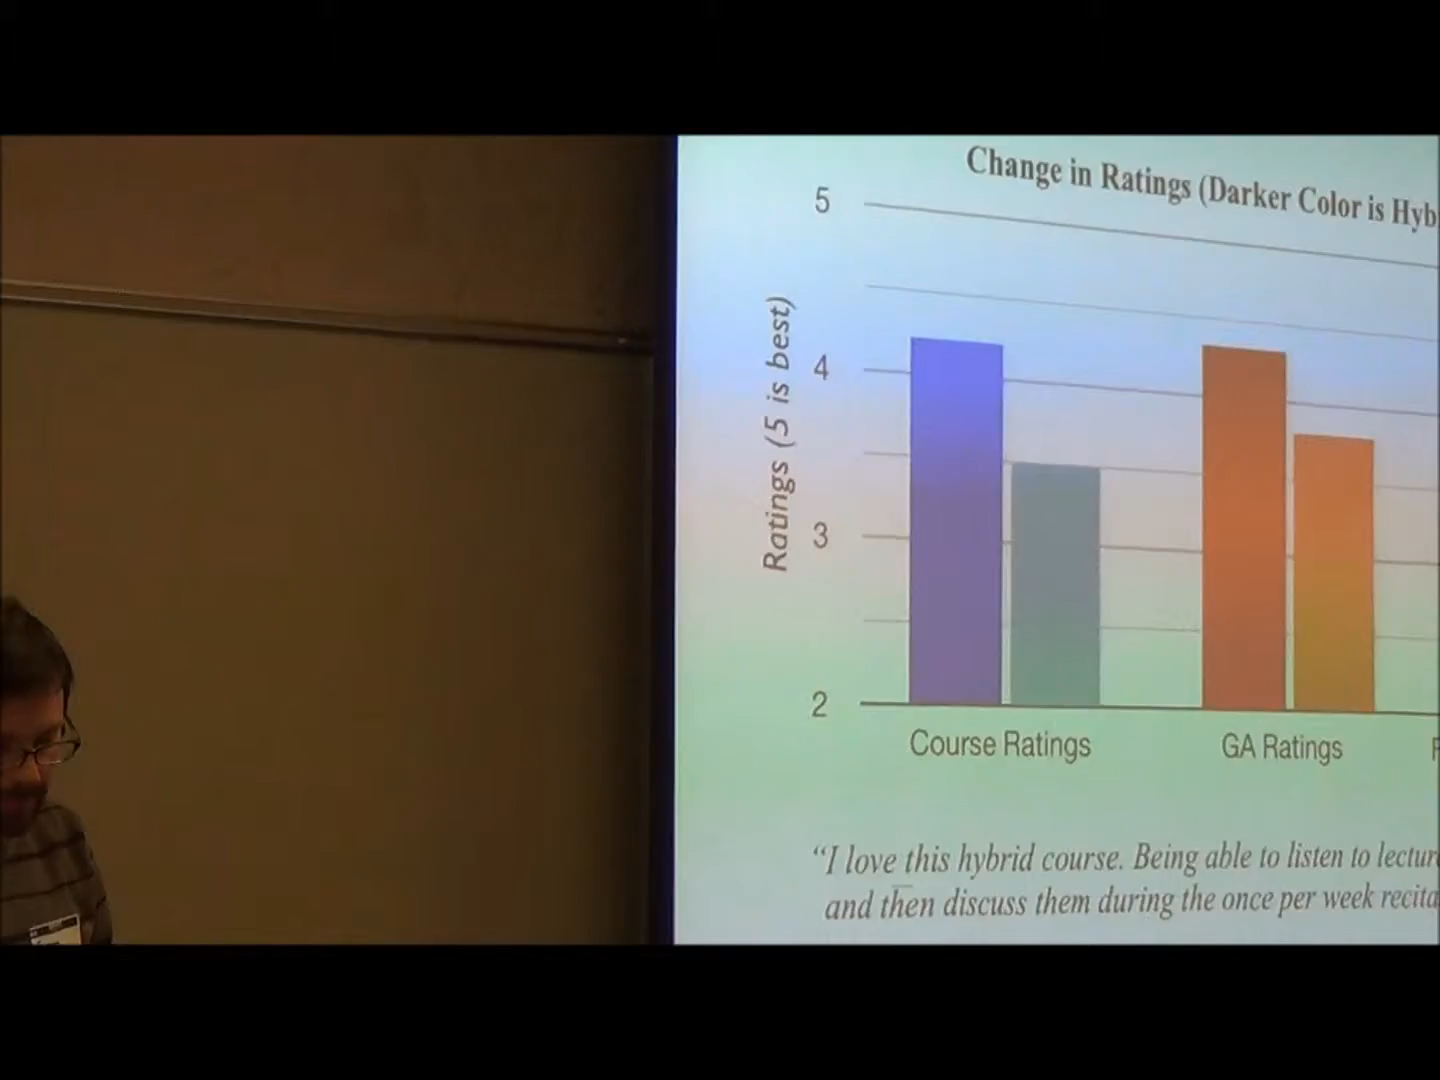 Change in Ratings (Darker Color is Hyb
5
4
3
2
Ratings (5 is best)
Course Ratings
GA Ratings
“I love this hybrid course. Being able to listen to lectur
and then discuss them during the once per week recita